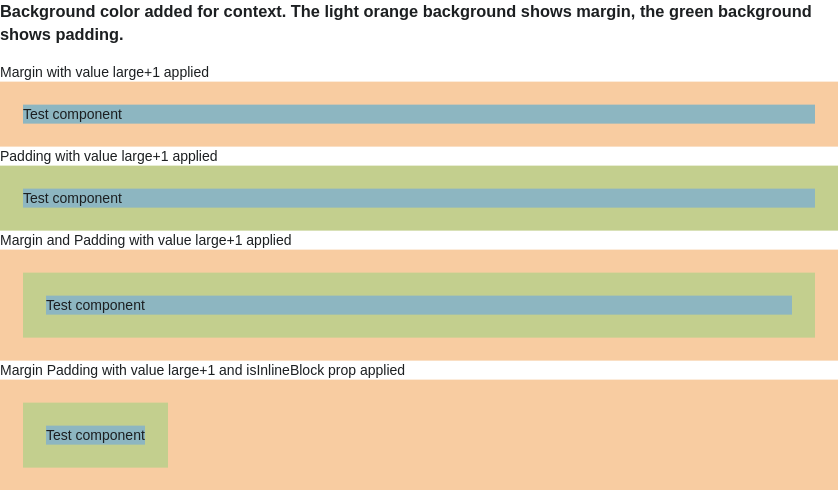 Background color added for context. The light orange background shows margin, the green background
shows padding.
Margin with value large+1 applied
Test component
Padding with value large+1 applied
Test component
Margin and Padding with value large+1 applied
Test component
Margin Padding with value large+1 and isInlineBlock prop applied
Test component